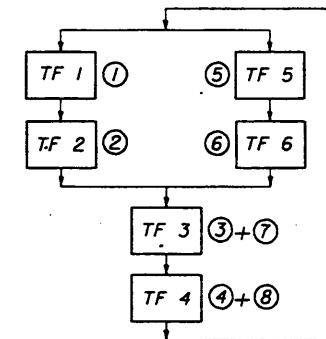 TF 1 ① ⑤ TF 5
TF 2 ② ⑥ TF 6
TF 3 ③+⑦
TF 4 ④+⑧